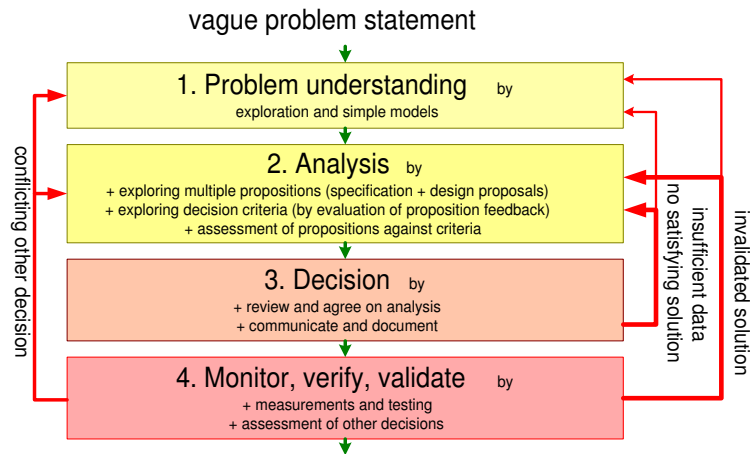 vague problem statement
1. Problem understanding by
exploration and simple models
2. Analysis by
+ exploring multiple propositions (specification + design proposals)
+ exploring decision criteria (by evaluation of proposition feedback)
+ assessment of propositions against criteria
3. Decision by
+ review and agree on analysis
+ communicate and document
4. Monitor, verify, validate by
+ measurements and testing
+ assessment of other decisions
conflicting other decision
insufficient data
no satisfying solution
invalidated solution